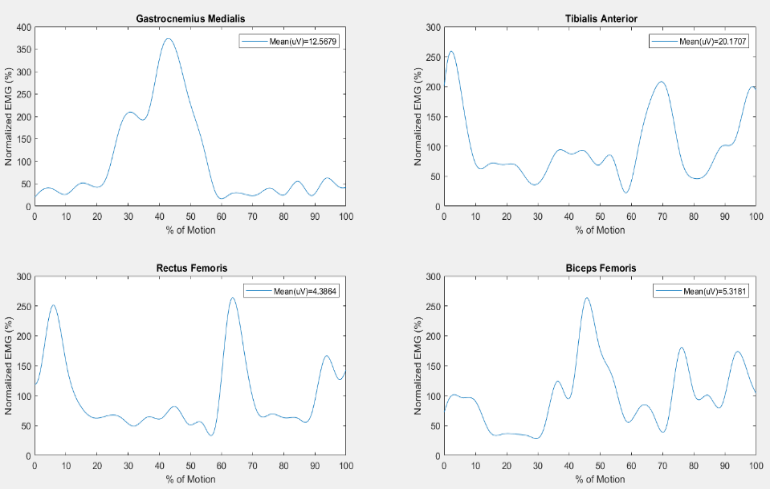 Gastrocnemius Medialis
Mean(uV)=12.5679
Normalized EMG (%)
400
350
300
250
200
150
100
50
0
0 10 20 30 40 50 60 70 80 90 100
% of Motion
Tibialis Anterior
Mean(uV)=20.1707
Normalized EMG (%)
300
250
200
150
100
50
0
0 10 20 30 40 50 60 70 80 90 100
% of Motion
Rectus Femoris
Mean(uV)=4.3864
Normalized EMG (%)
300
250
200
150
100
50
0
0 10 20 30 40 50 60 70 80 90 100
% of Motion
Biceps Femoris
Mean(uV)=5.3181
Normalized EMG (%)
300
250
200
150
100
50
0
0 10 20 30 40 50 60 70 80 90 100
% of Motion